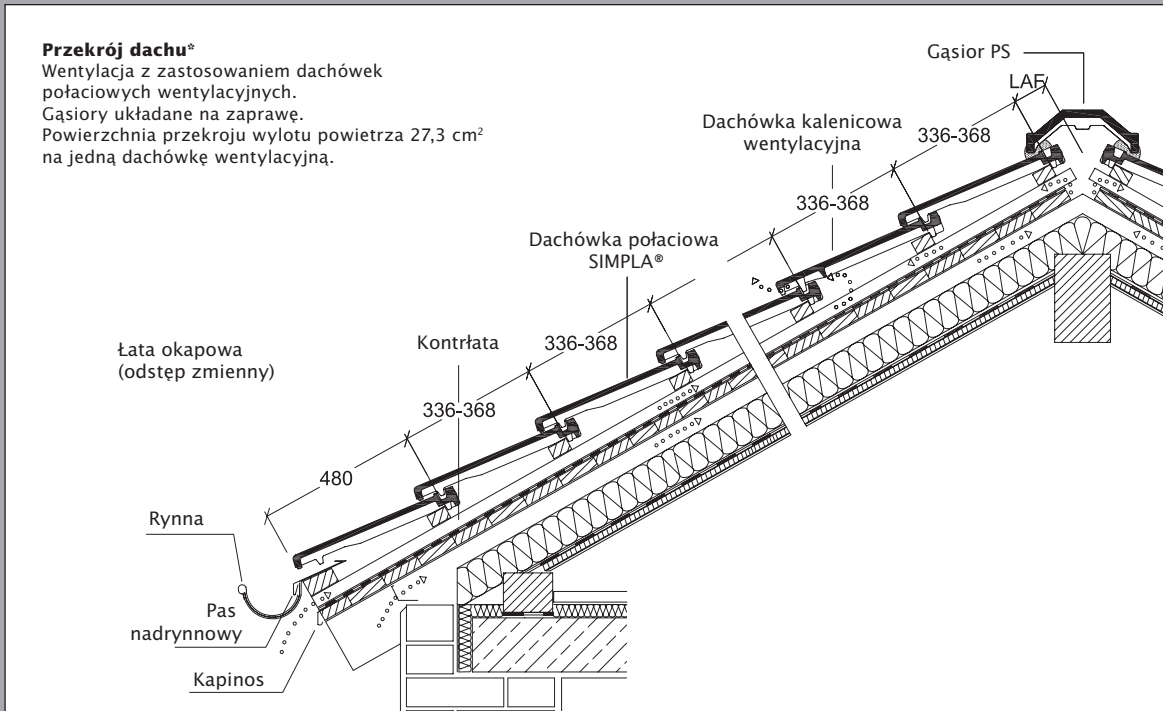 Przekrój dachu*
Wentylacja z zastosowaniem dachówek
połaciowych wentylacyjnych.
Gąsiory układane na zaprawę.
Powierzchnia przekroju wylotu powietrza 27,3 cm²
na jedną dachówkę wentylacyjną.
Gąsior PS
LAF
Dachówka kalenicowa
wentylacyjna
336-368
336-368
Dachówka połaciowa
SIMPLA®
Kontrłata
336-368
Łata okapowa
(odstęp zmienny)
336-368
480
Rynna
Pas
nadrynnowy
Kapinos